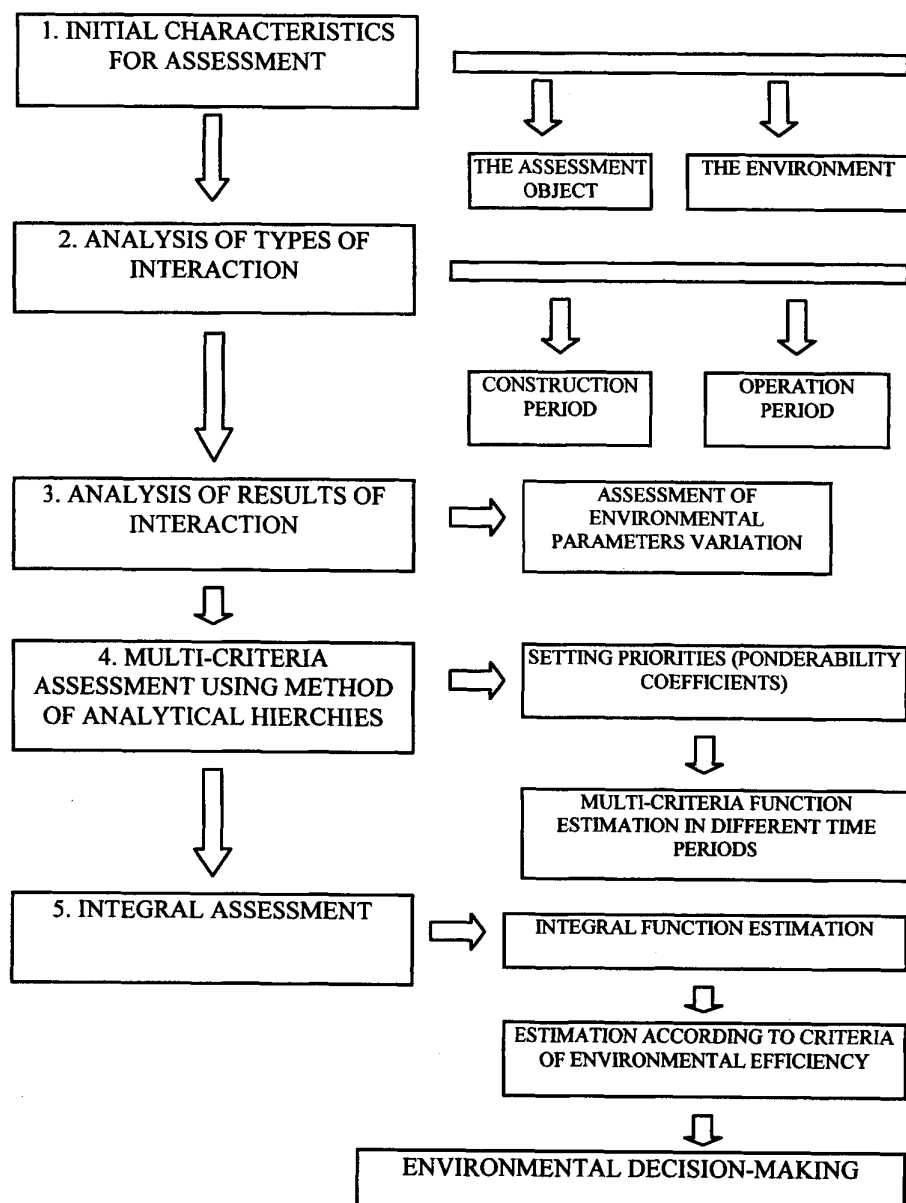 1. INITIAL CHARACTERISTICS
FOR ASSESSMENT
THE ASSESSMENT
OBJECT
THE ENVIRONMENT
2. ANALYSIS OF TYPES OF
INTERACTION
CONSTRUCTION
PERIOD
OPERATION
PERIOD
3. ANALYSIS OF RESULTS OF
INTERACTION
ASSESSMENT OF
ENVIRONMENTAL
PARAMETERS VARIATION
4. MULTI-CRITERIA
ASSESSMENT USING METHOD
OF ANALYTICAL HIERCHIES
SETTING PRIORITIES (PONDERABILITY
COEFFICIENTS)
MULTI-CRITERIA FUNCTION
ESTIMATION IN DIFFERENT TIME
PERIODS
5. INTEGRAL ASSESSMENT
INTEGRAL FUNCTION ESTIMATION
ESTIMATION ACCORDING TO CRITERIA
OF ENVIRONMENTAL EFFICIENCY
ENVIRONMENTAL DECISION-MAKING